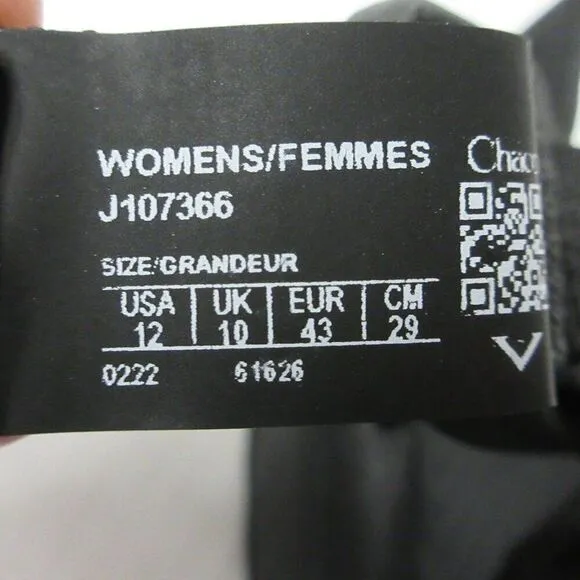 WOMENS/FEMMES
J107366
SIZE/GRANDEUR
USA UK EUR CM
12 10 43 29
0222 61626